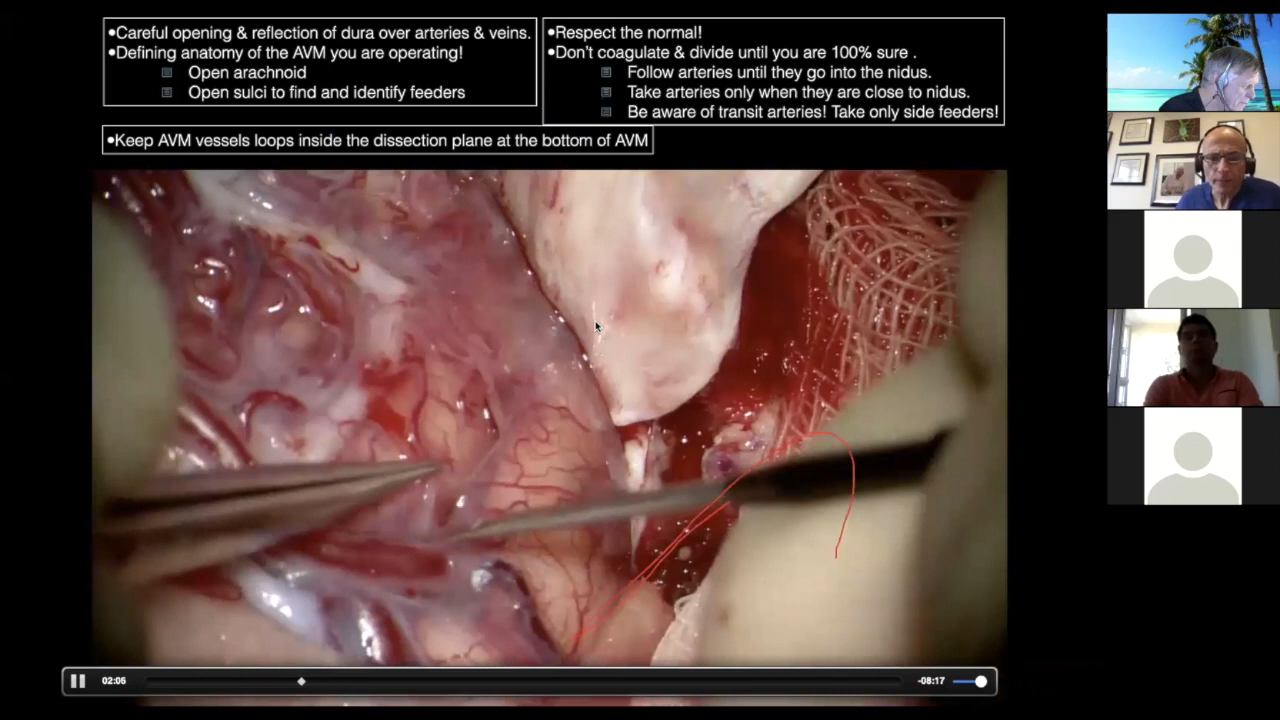 •Careful opening & reflection of dura over arteries & veins.
•Defining anatomy of the AVM you are operating!
Open arachnoid
Open sulci to find and identify feeders
•Respect the normal!
•Don't coagulate & divide until you are 100% sure .
Follow arteries until they go into the nidus.
Take arteries only when they are close to nidus.
Be aware of transit arteries! Take only side feeders!
•Keep AVM vessels loops inside the dissection plane at the bottom of AVM
02:06
-08:17